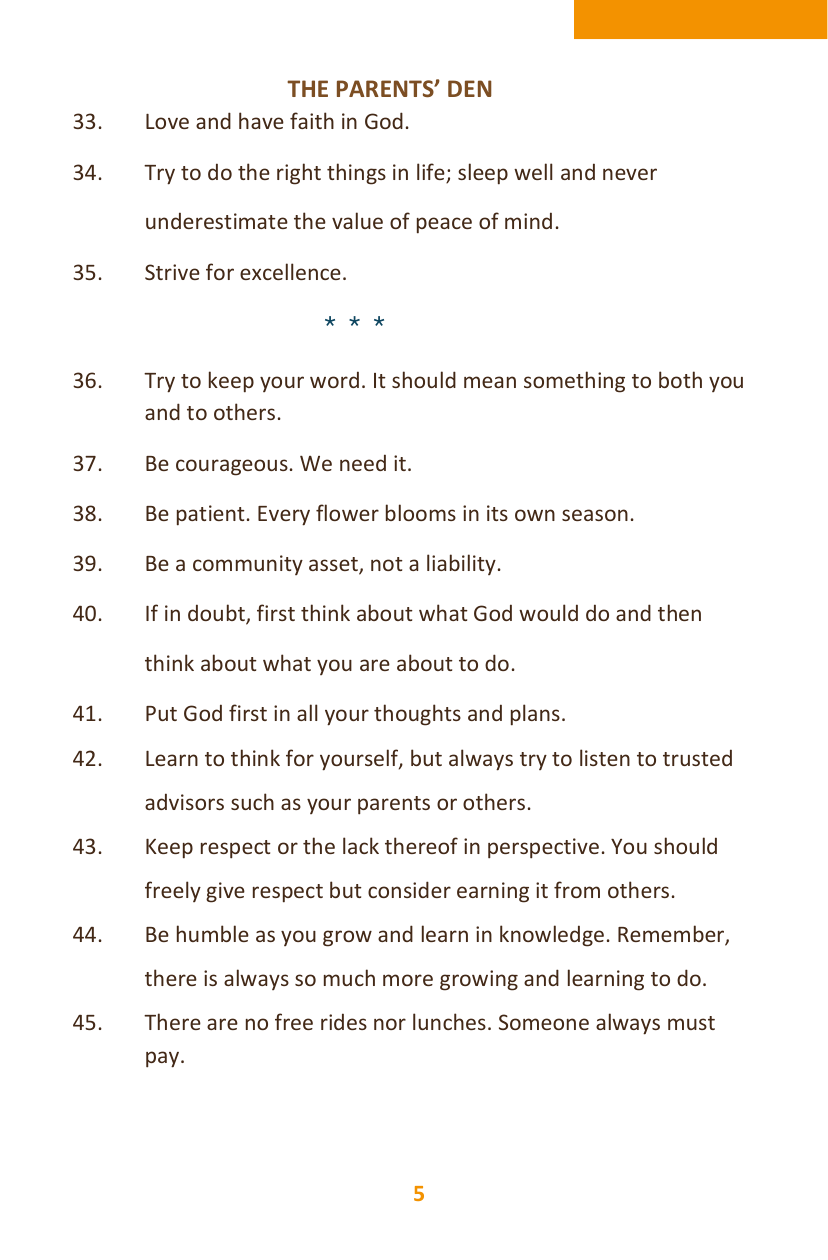 THE PARENTS’ DEN
33. Love and have faith in God.
34. Try to do the right things in life; sleep well and never
underestimate the value of peace of mind.
35. Strive for excellence.
* * *
36. Try to keep your word. It should mean something to both you
and to others.
37. Be courageous. We need it.
38. Be patient. Every flower blooms in its own season.
39. Be a community asset, not a liability.
40. If in doubt, first think about what God would do and then
think about what you are about to do.
41. Put God first in all your thoughts and plans.
42. Learn to think for yourself, but always try to listen to trusted
advisors such as your parents or others.
43. Keep respect or the lack thereof in perspective. You should
freely give respect but consider earning it from others.
44. Be humble as you grow and learn in knowledge. Remember,
there is always so much more growing and learning to do.
45. There are no free rides nor lunches. Someone always must
pay.
5